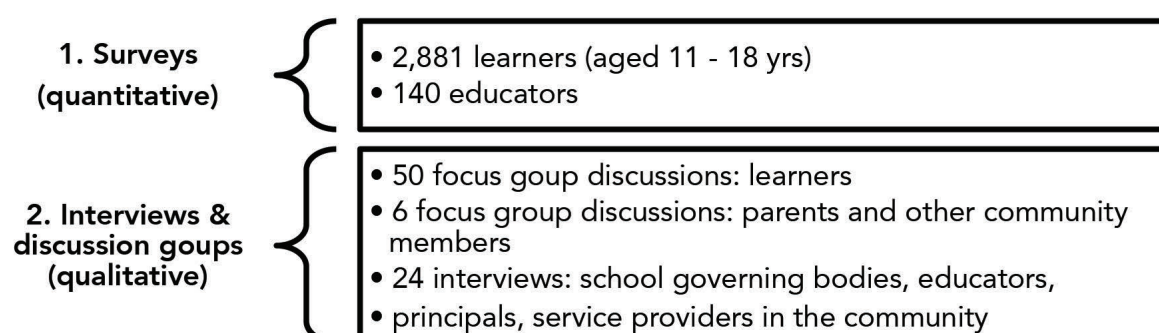 1. Surveys
(quantitative)
• 2,881 learners (aged 11 - 18 yrs)
• 140 educators
2. Interviews &
discussion goups
(qualitative)
• 50 focus goup discussions: learners
• 6 focus group discussions: parents and other community
members
• 24 interviews: school governing bodies, educators,
• principals, service providers in the community